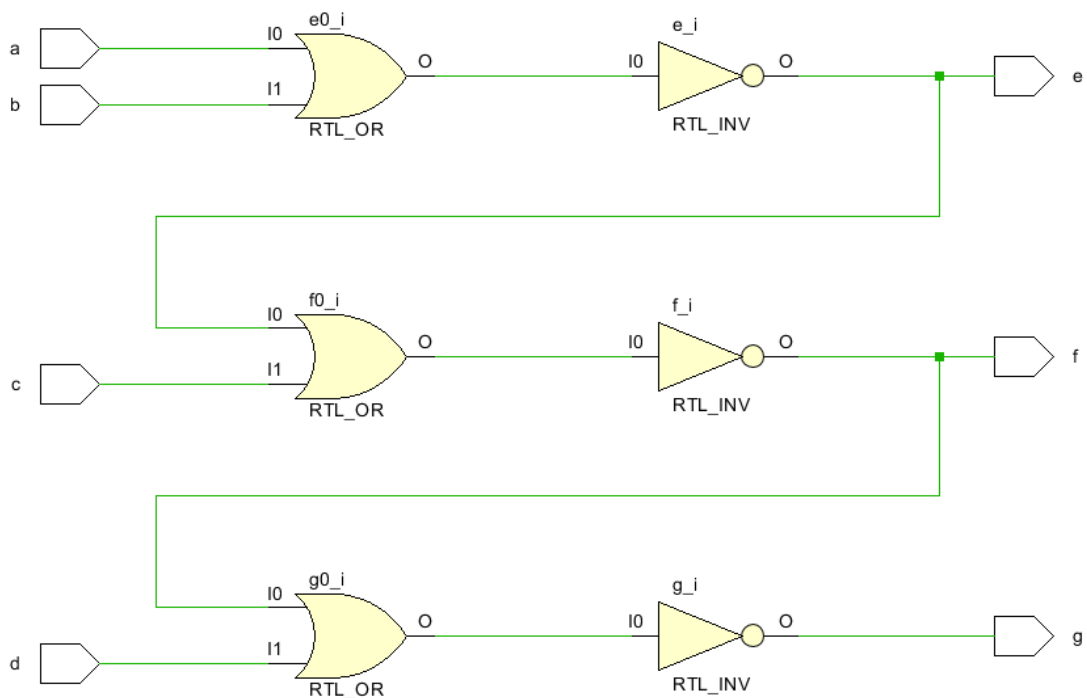 a
b
I0
I1
e0_i
O
RTL_OR
I0
e_i
O
RTL_INV
e
c
I0
I1
f0_i
O
RTL_OR
I0
f_i
O
RTL_INV
f
d
I0
I1
g0_i
O
RTL_OR
I0
g_i
O
RTL_INV
g